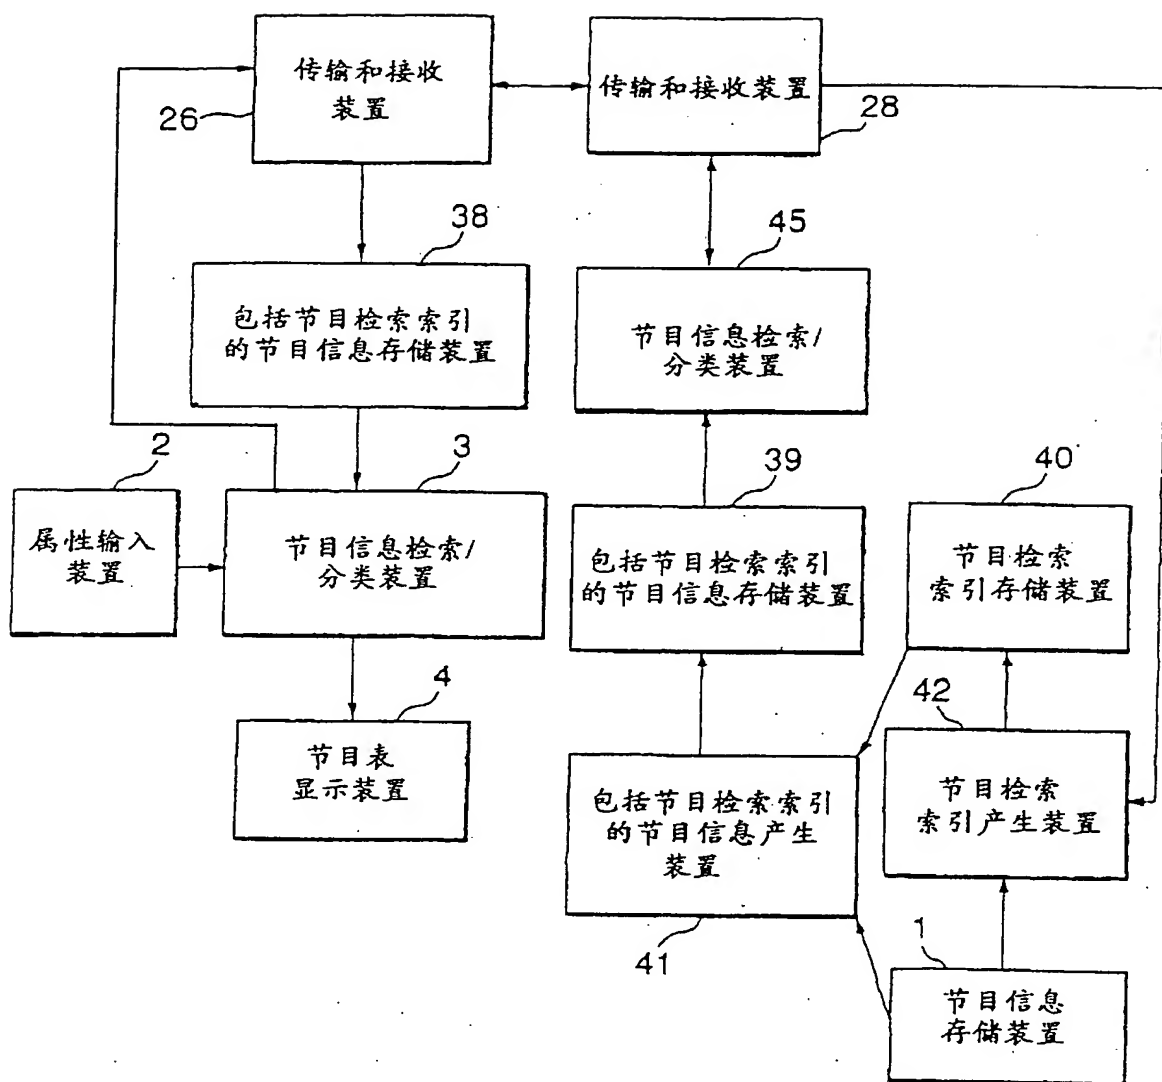 传输和接收
装置
26
传输和接收装置
28
38
包括节目检索索引
的节目信息存储装置
45
节目信息检索/
分类装置
2
属性输入
装置
3
节目信息检索/
分类装置
39
包括节目检索索引
的节目信息存储装置
40
节目检索
索引存储装置
4
节目表
显示装置
41
包括节目检索索引
的节目信息产生
装置
42
节目检索
索引产生装置
1
节目信息
存储装置